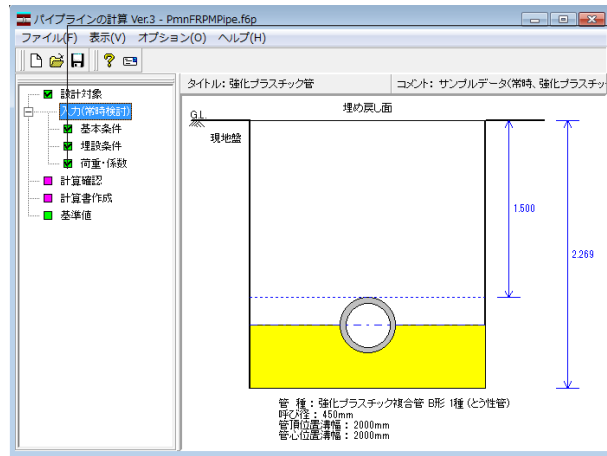 パイプラインの計算 Ver.3 - PmnFRPMPipe.f6p
ファイル(F) 表示(V) オプション(O) ヘルプ(H)
タイトル: 強化プラスチック管
コメント: サンプルデータ(常時、強化プラスチッ
設計対象
入力(常時検討)
基本条件
埋設条件
荷重・係数
計算確認
計算書作成
基準値
埋め戻し面
G.L.
現地盤
1.500
2.269
管 種 : 強化プラスチック複合管 B形 1種 (とう性管)
呼び径 : 450mm
管頂位置溝幅 : 2000mm
管心位置溝幅 : 2000mm